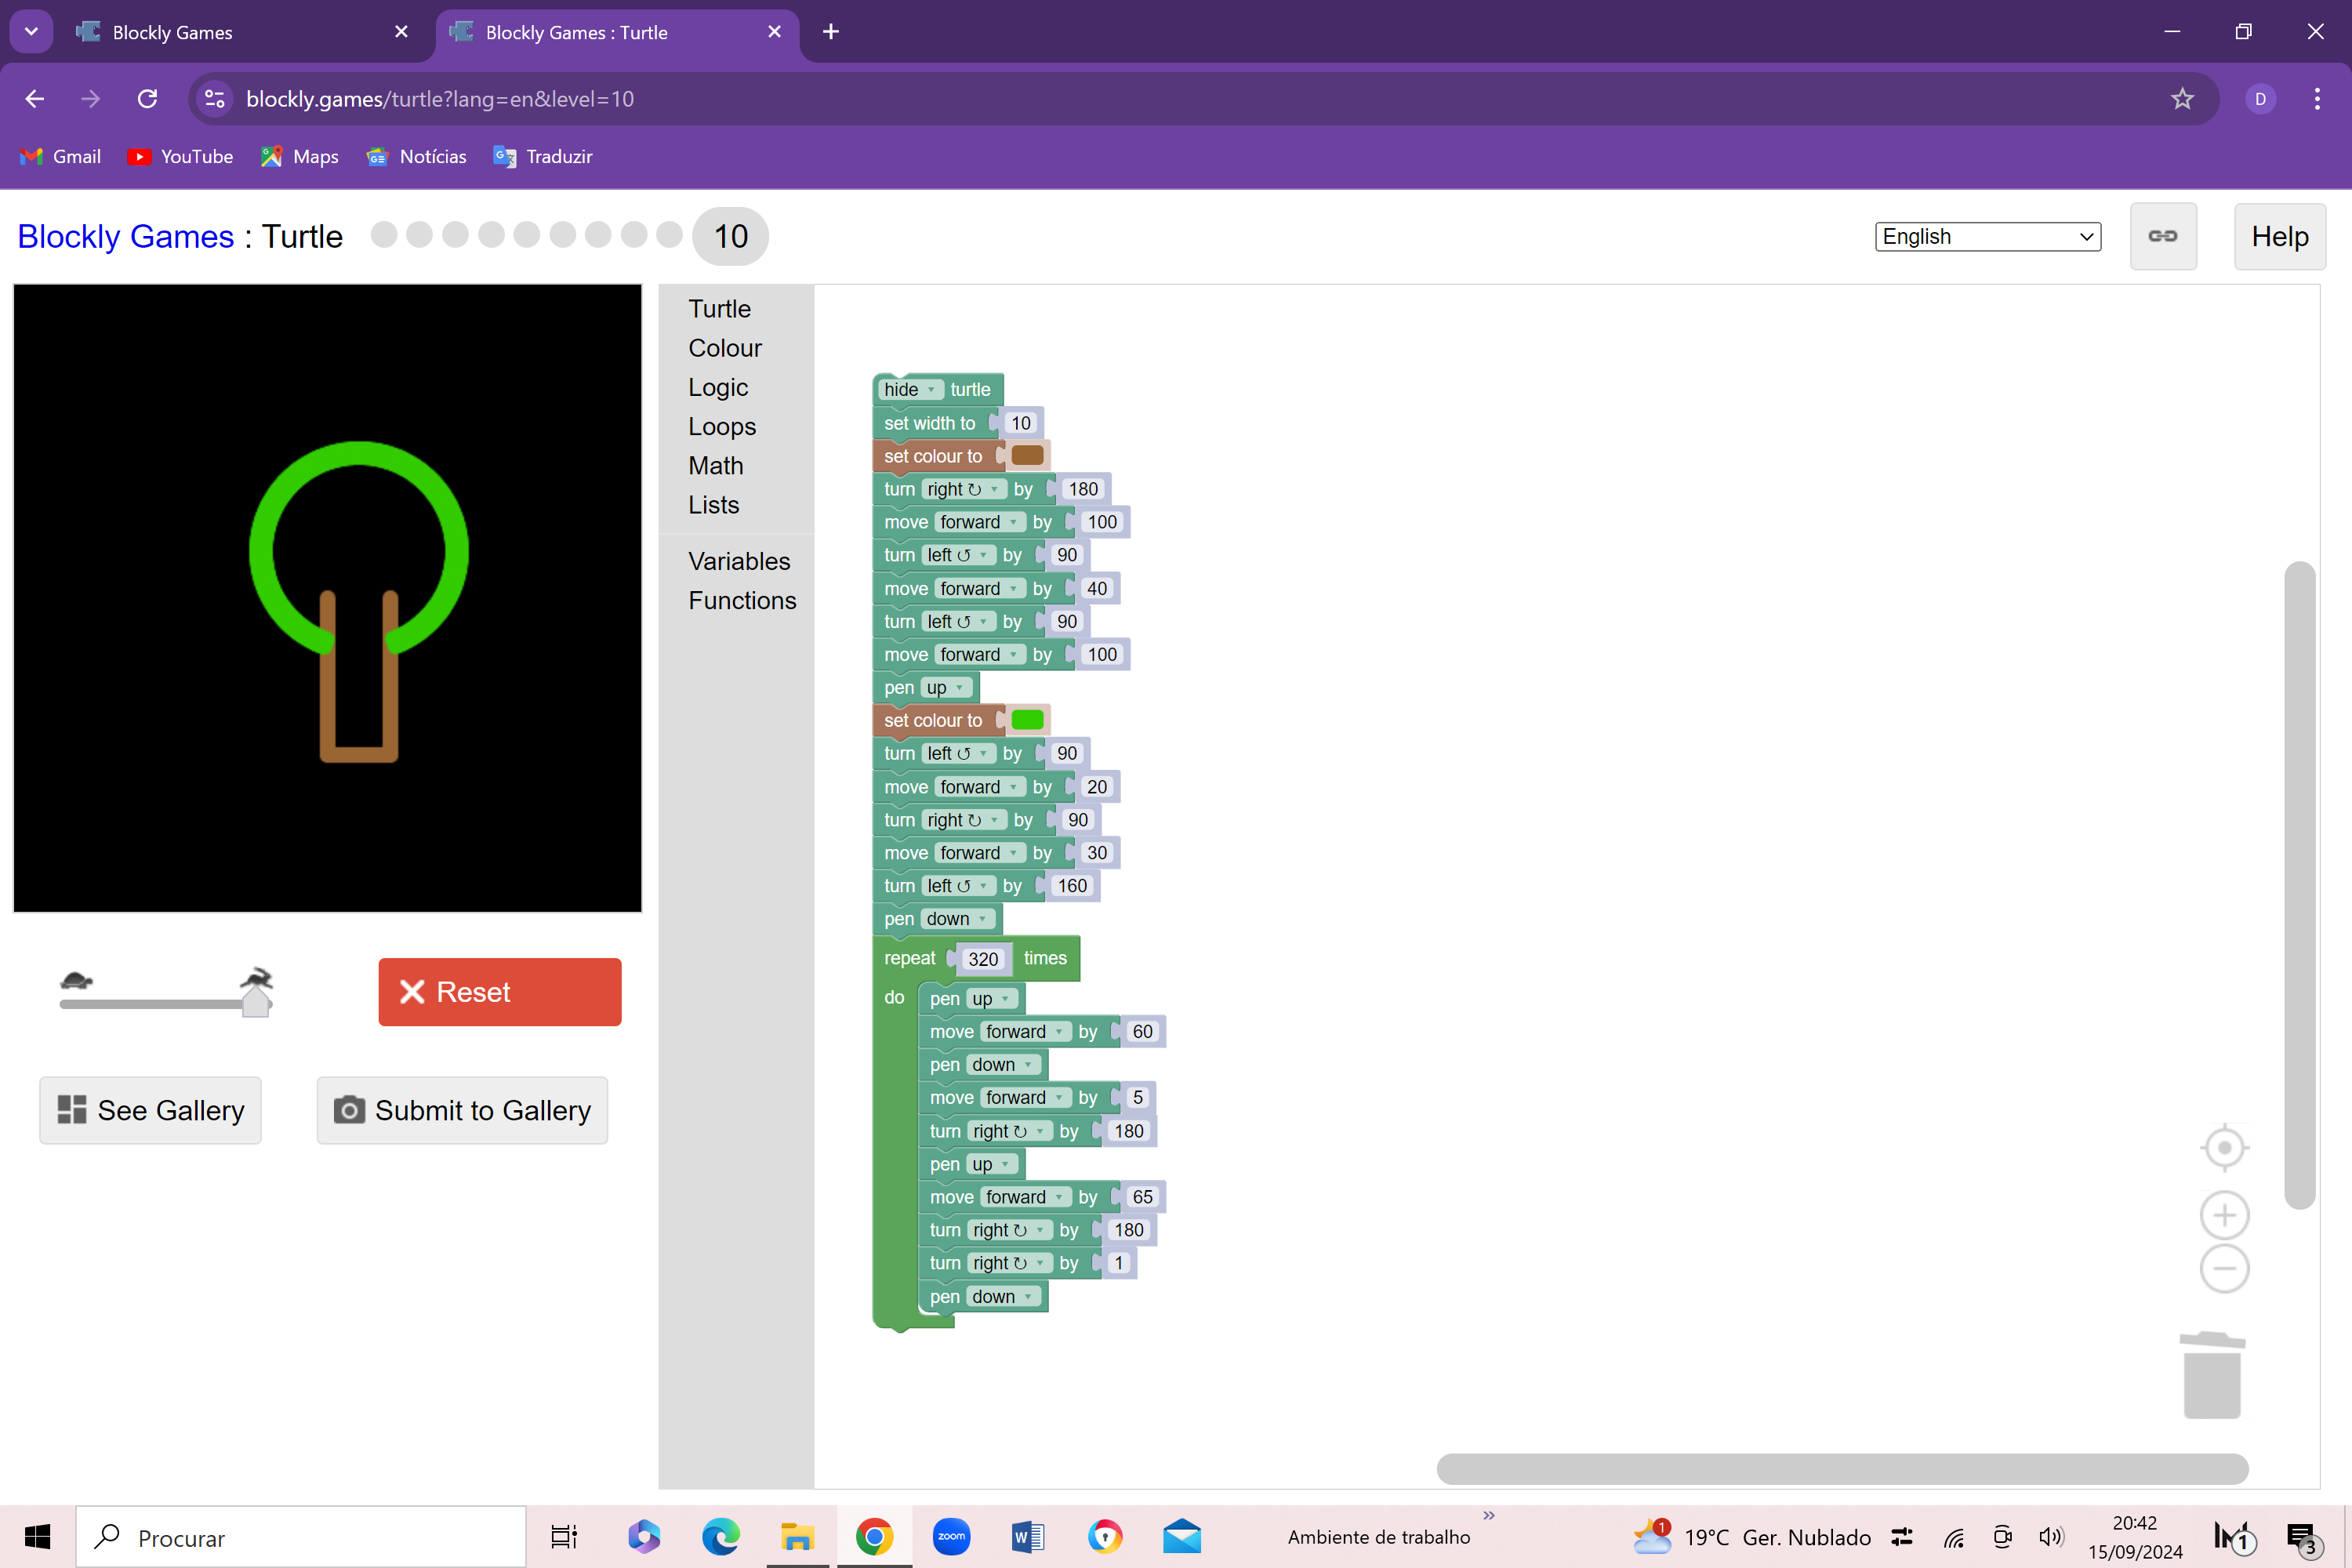 Blockly Games
Blockly Games : Turtle
blockly.games/turtle?lang=en&level=10
D
Gmail
YouTube
Maps
Notícias
Traduzir
Blockly Games : Turtle
10
English
Help
Turtle
Colour
Logic
Loops
Math
Lists
Variables
Functions
hide turtle
set width to 10
set colour to
turn right ↻ by 180
move forward by 100
turn left ↺ by 90
move forward by 40
turn left ↺ by 90
move forward by 100
pen up
set colour to
turn left ↺ by 90
move forward by 20
turn right ↻ by 90
move forward by 30
turn left ↺ by 160
pen down
repeat 320 times
do pen up
move forward by 60
pen down
move forward by 5
turn right ↻ by 180
pen up
move forward by 65
turn right ↻ by 180
turn right ↻ by 1
pen down
Reset
See Gallery
Submit to Gallery
Procurar
zoom
W
Ambiente de trabalho
»
1
19°C Ger. Nublado
20:42
15/09/2024
1
3